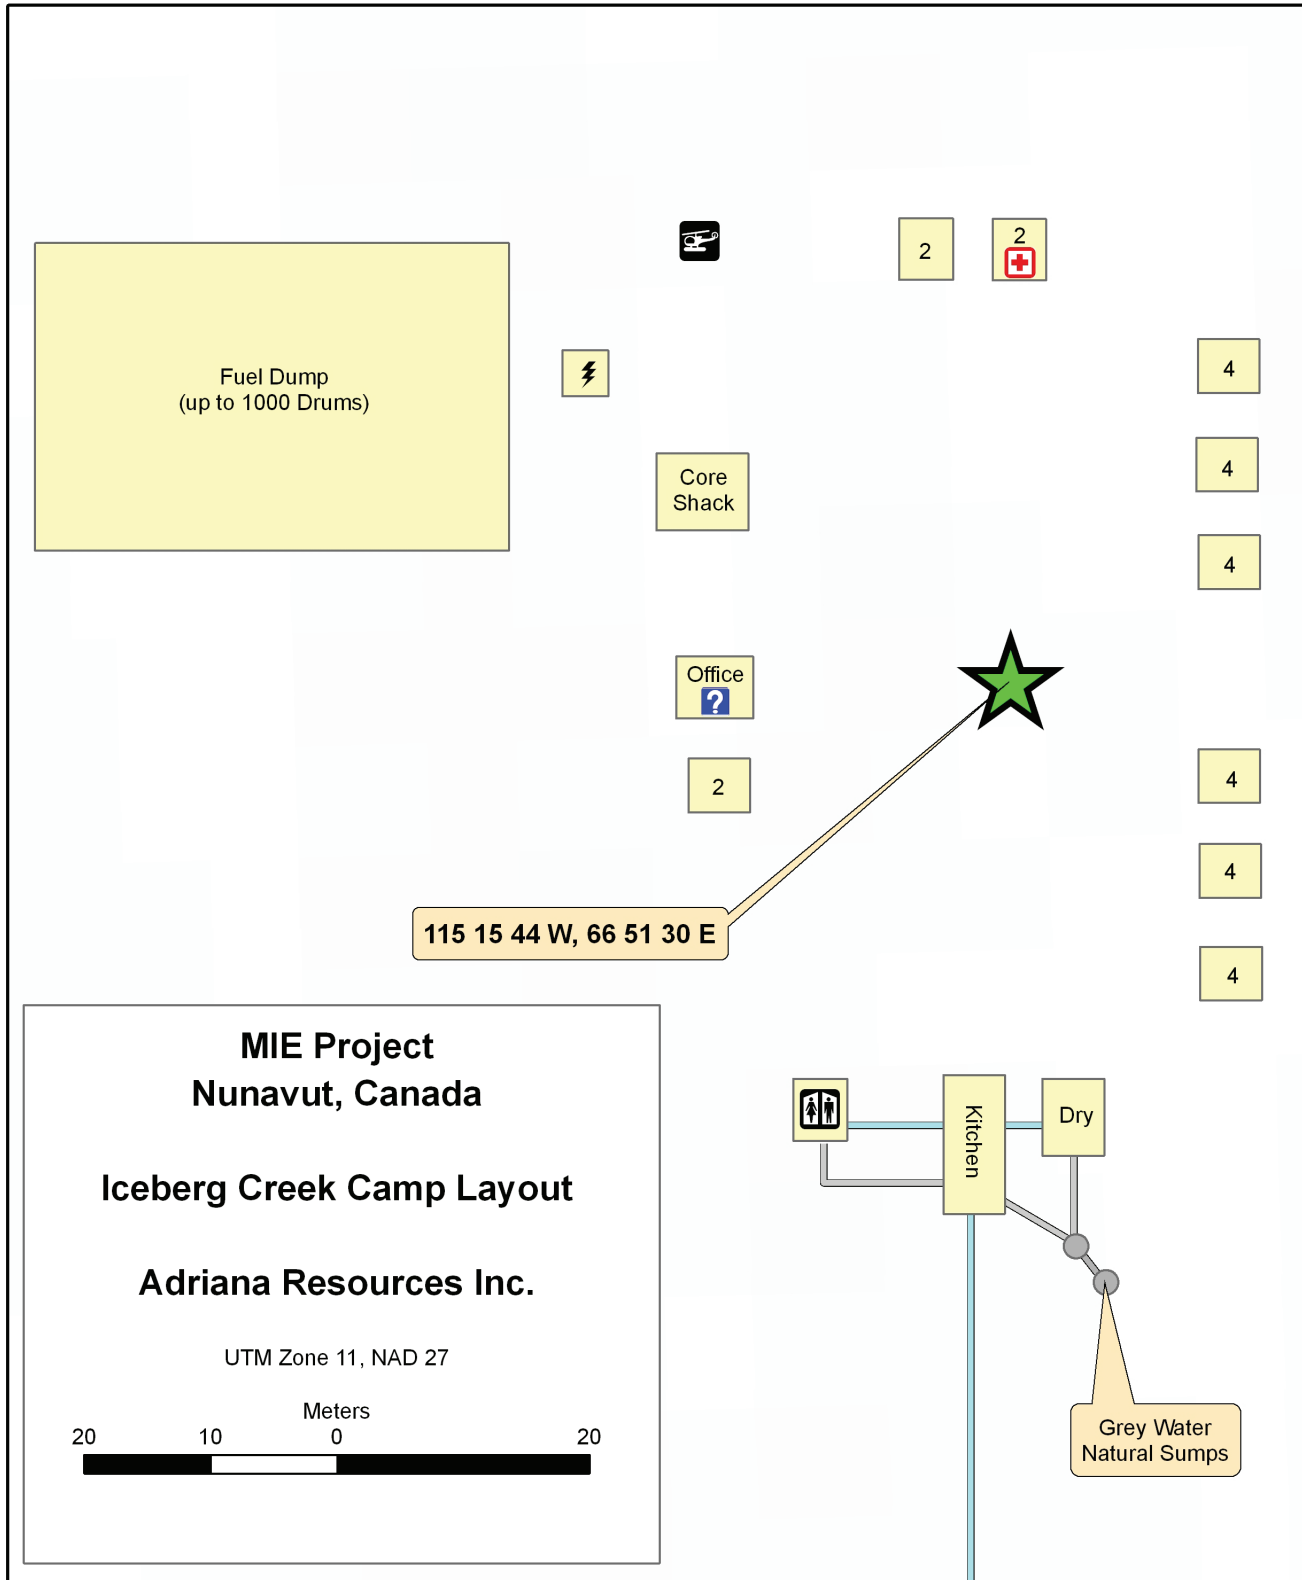 2
2
Fuel Dump
(up to 1000 Drums)
4
4
Core
Shack
4
Office
?
2
4
4
115 15 44 W, 66 51 30 E
4
MIE Project
Nunavut, Canada
Iceberg Creek Camp Layout
Adriana Resources Inc.
UTM Zone 11, NAD 27
Meters
20 10 0 20
Kitchen
Dry
Grey Water
Natural Sumps